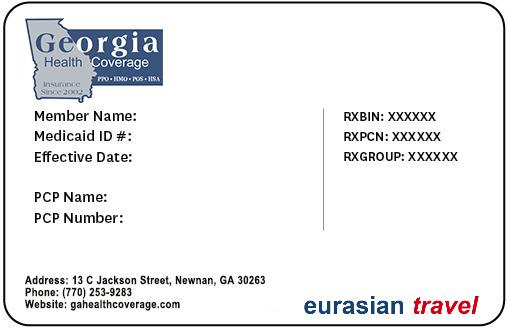 Georgia
Health Coverage
PPO • HMO • POS • HSA
Insurance
Since 2002
Member Name:
Medicaid ID #:
Effective Date:
PCP Name:
PCP Number:
RXBIN: XXXXXX
RXPCN: XXXXXX
RXGROUP: XXXXXX
Address: 13 C Jackson Street, Newnan, GA 30263
Phone: (770) 253-9283
Website: gahealthcoverage.com
eurasian travel